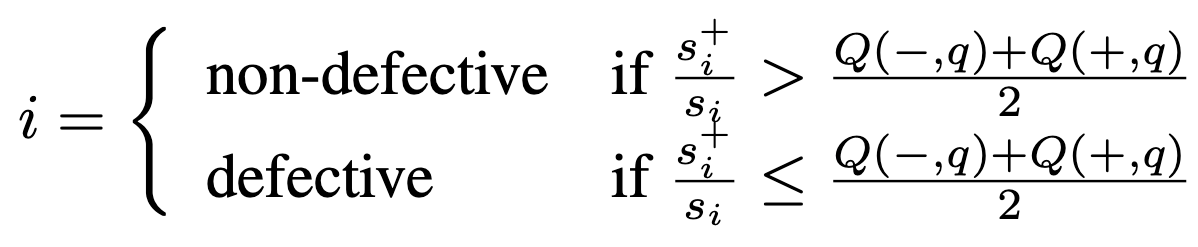 i = { non-defective if s_i^+ / s_i > Q(−,q)+Q(+,q) / 2
defective if s_i^+ / s_i ≤ Q(−,q)+Q(+,q) / 2